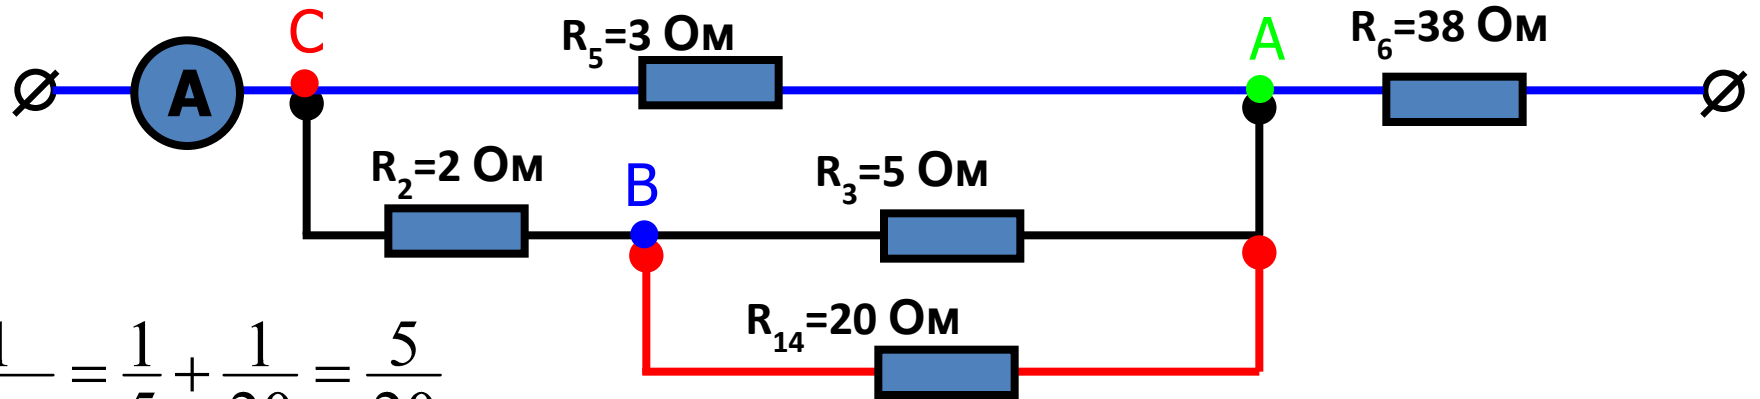 C
R₅=3 Ом
A
R₆=38 Ом
A
R₂=2 Ом
B
R₃=5 Ом
R₁₄=20 Ом
1/ = 1/5 + 1/20 = 5/20